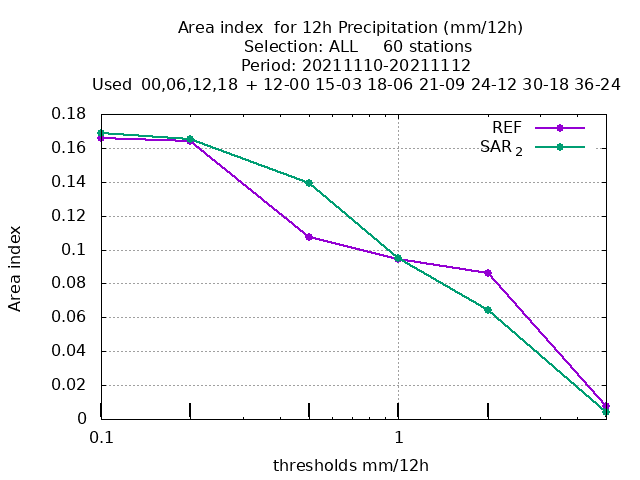 Area index  for 12h Precipitation (mm/12h)
Selection: ALL     60 stations
Period: 20211110-20211112
Used  00,06,12,18  + 12-00 15-03 18-06 21-09  24-12 30-18 36-24
REF
SAR 2
0.18
0.16
0.14
0.12
0.1
0.08
0.06
0.04
0.02
0
Area index
0.1
1
thresholds mm/12h